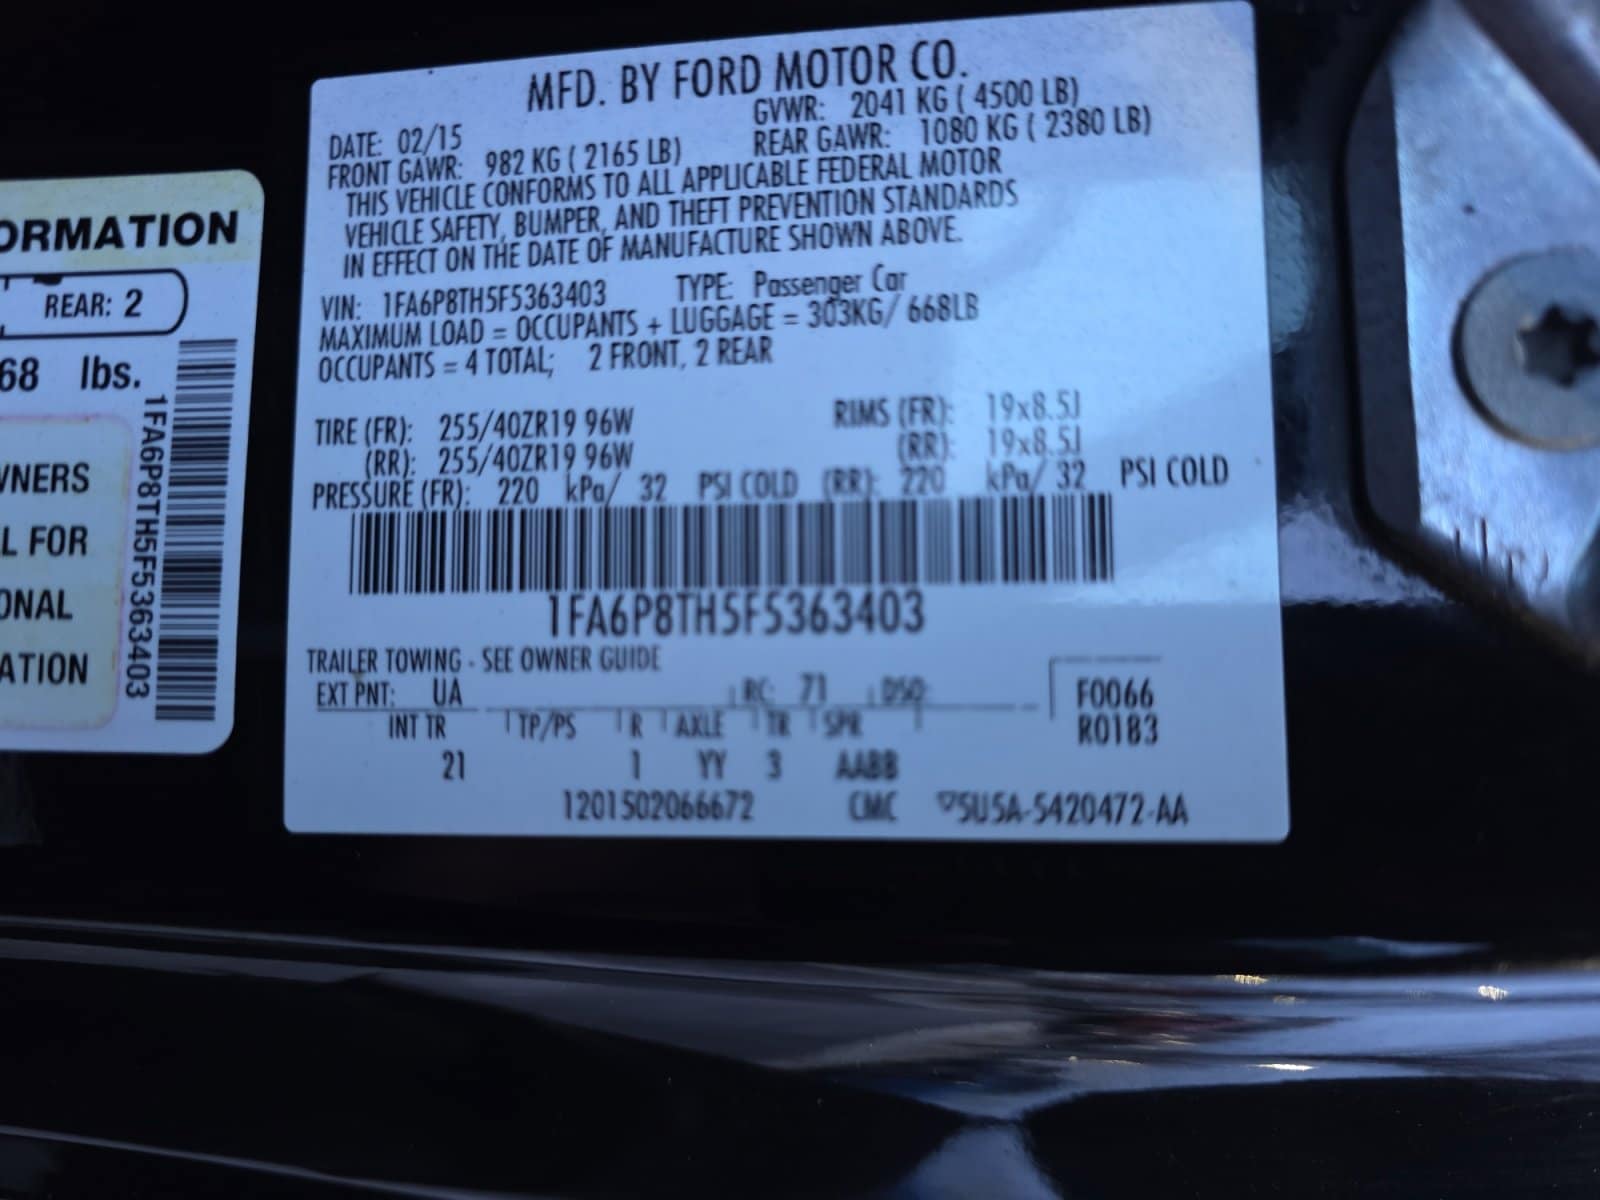 MFD. BY FORD MOTOR CO.
DATE: 02/15 GVWR: 2041 KG ( 4500 LB)
FRONT GAWR: 982 KG ( 2165 LB) REAR GAWR: 1080 KG ( 2380 LB)
THIS VEHICLE CONFORMS TO ALL APPLICABLE FEDERAL MOTOR
VEHICLE SAFETY, BUMPER, AND THEFT PREVENTION STANDARDS
IN EFFECT ON THE DATE OF MANUFACTURE SHOWN ABOVE.
VIN: 1FA6P8TH5F5363403 TYPE: Passenger Car
MAXIMUM LOAD = OCCUPANTS + LUGGAGE = 303KG/ 668LB
OCCUPANTS = 4 TOTAL; 2 FRONT, 2 REAR
TIRE (FR): 255/40ZR19 96W RIMS (FR): 19x8.5J
(RR): 255/40ZR19 96W (RR): 19x8.5J
PRESSURE (FR): 220 kPa/ 32 PSI COLD (RR): 220 kPa/ 32 PSI COLD
1FA6P8TH5F5363403
TRAILER TOWING - SEE OWNER GUIDE
EXT PNT: UA RC: 71 DSO: F0066
INT TR TP/PS R AXLE TR SPR R0183
21 1 YY 3 AABB
1201502066672 CMC 5U5A-5420472-AA
ORMATION
REAR: 2
68 lbs.
WNERS
L FOR
ONAL
ATION
1FA6P8TH5F5363403